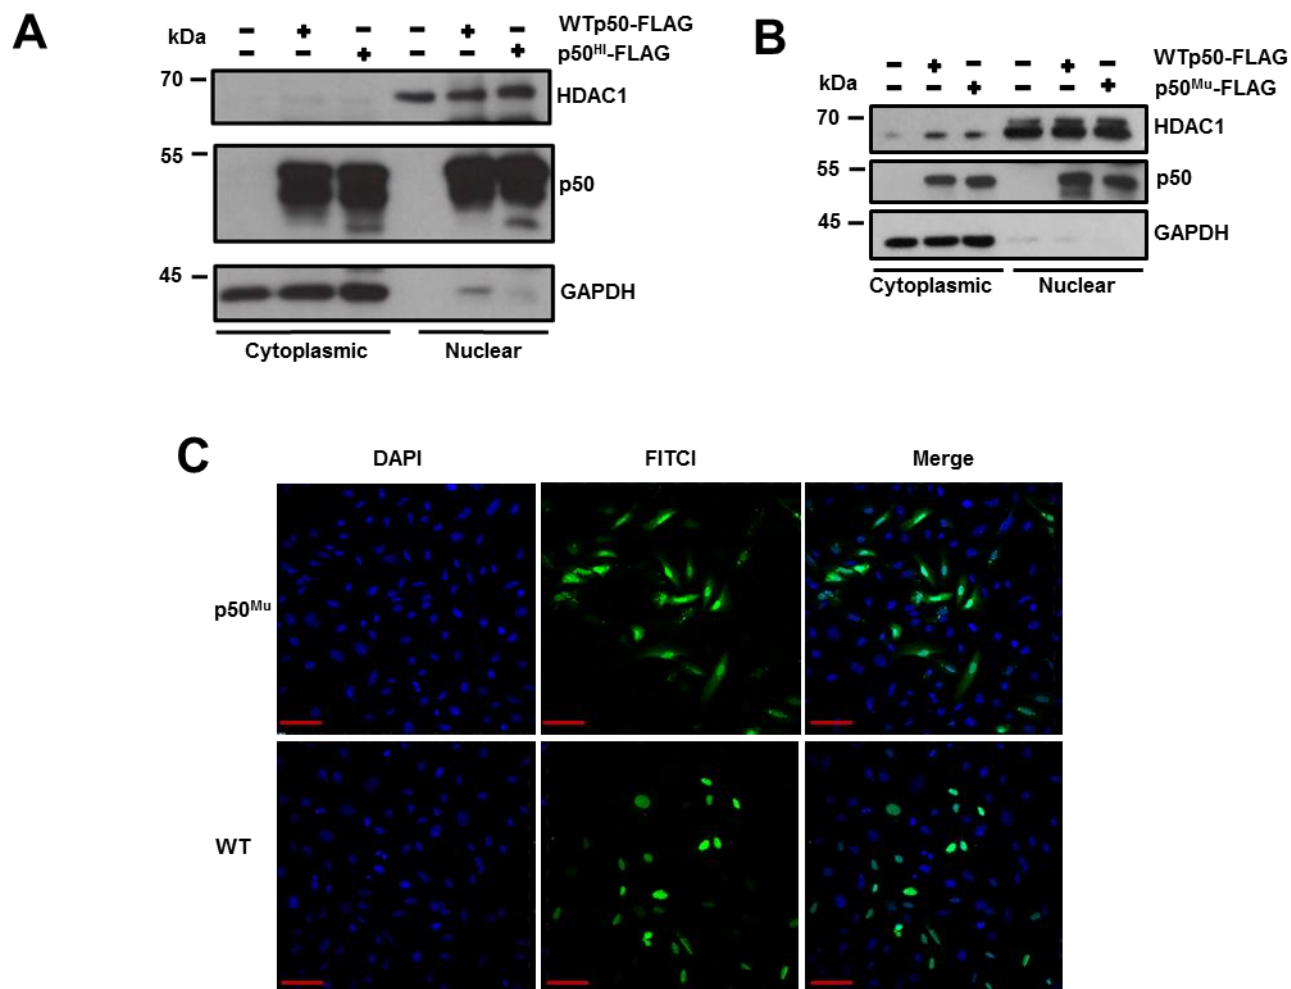 A
kDa
- + - - + - WTp50-FLAG
- - + - - + p50ᴴᴵ-FLAG
70
HDAC1
55
p50
45
GAPDH
Cytoplasmic Nuclear
B
kDa
- + - - + - WTp50-FLAG
- - + - - + p50ᴹᵘ-FLAG
70
HDAC1
55
p50
45
GAPDH
Cytoplasmic Nuclear
C
DAPI FITCI Merge
p50ᴹᵘ
WT